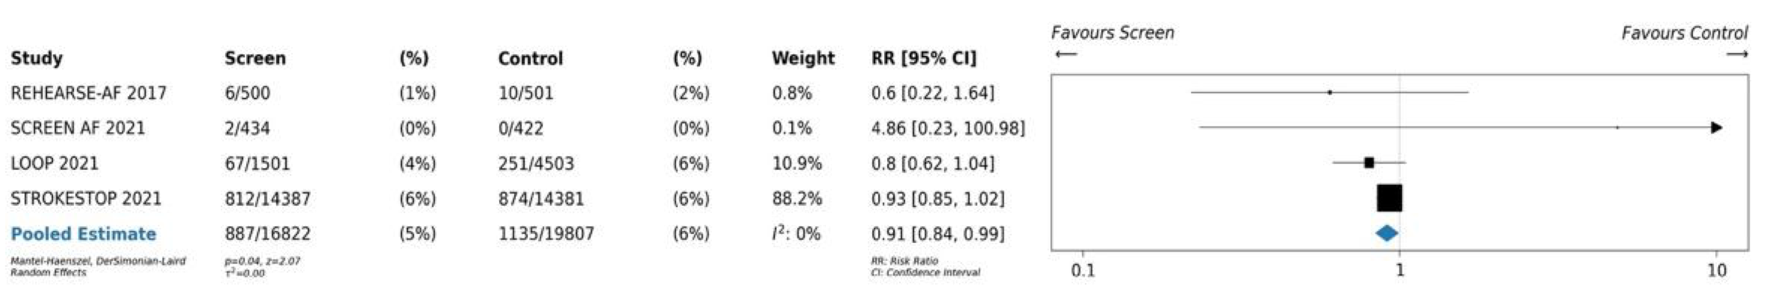 Favours Screen Favours Control
← →
Study Screen (%) Control (%) Weight RR [95% CI]
REHEARSE-AF 2017 6/500 (1%) 10/501 (2%) 0.8% 0.6 [0.22, 1.64]
SCREEN AF 2021 2/434 (0%) 0/422 (0%) 0.1% 4.86 [0.23, 100.98]
LOOP 2021 67/1501 (4%) 251/4503 (6%) 10.9% 0.8 [0.62, 1.04]
STROKESTOP 2021 812/14387 (6%) 874/14381 (6%) 88.2% 0.93 [0.85, 1.02]
Pooled Estimate 887/16822 (5%) 1135/19807 (6%) I²: 0% 0.91 [0.84, 0.99]
Mantel-Haenszel, DerSimonian-Laird p=0.04, z=2.07 RR: Risk Ratio
Random Effects τ²=0.00 CI: Confidence Interval
0.1 1 10